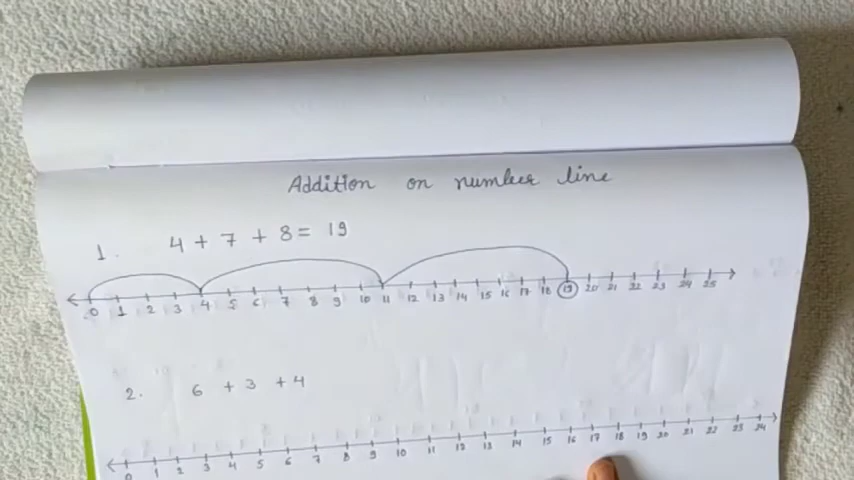 Addition on number line
1. 4 + 7 + 8 = 19
0 1 2 3 4 5 6 7 8 9 10 11 12 13 14 15 16 17 18 19 20 21 22 23 24 25
2. 6 + 3 + 4
0 1 2 3 4 5 6 7 8 9 10 11 12 13 14 15 16 17 18 19 20 21 22 23 24